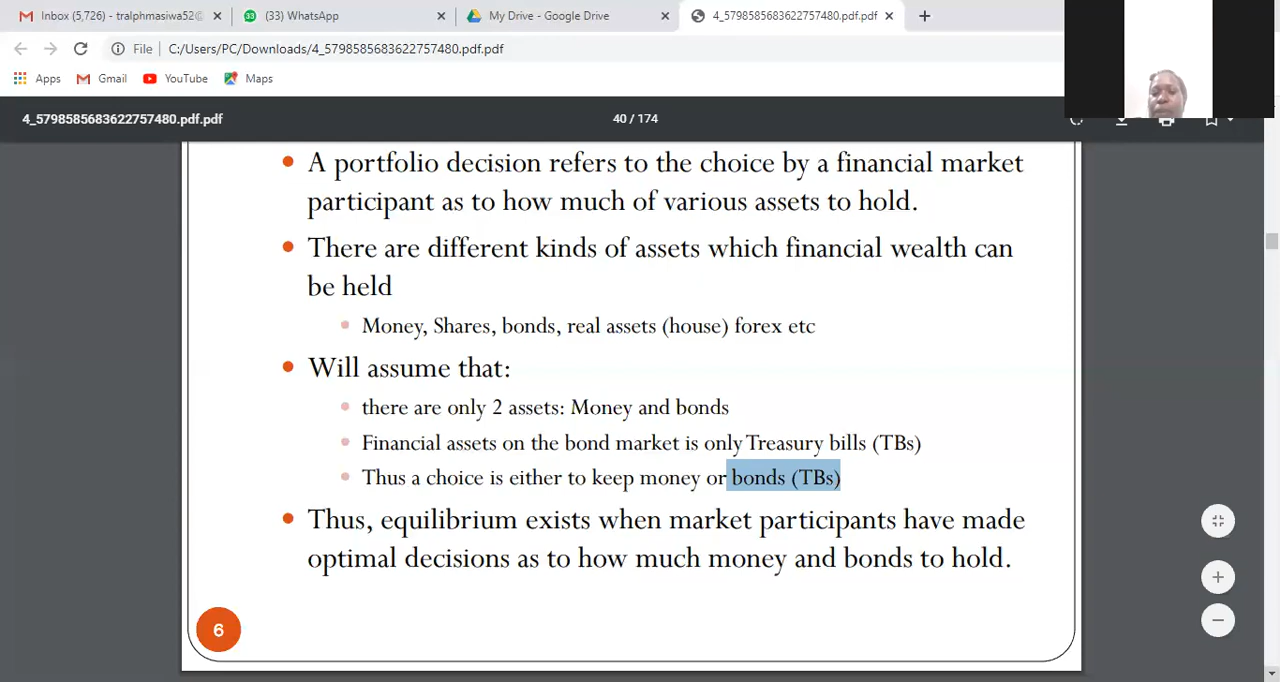 Inbox (5,726) - tralphmasiwa52@
(33) WhatsApp
My Drive - Google Drive
4_5798585683622757480.pdf.pdf
File
C:/Users/PC/Downloads/4_5798585683622757480.pdf.pdf
Apps
Gmail
YouTube
Maps
4_5798585683622757480.pdf.pdf
40 / 174
• A portfolio decision refers to the choice by a financial market
participant as to how much of various assets to hold.
• There are different kinds of assets which financial wealth can
be held
• Money, Shares, bonds, real assets (house) forex etc
• Will assume that:
• there are only 2 assets: Money and bonds
• Financial assets on the bond market is only Treasury bills (TBs)
• Thus a choice is either to keep money or bonds (TBs)
• Thus, equilibrium exists when market participants have made
optimal decisions as to how much money and bonds to hold.
6